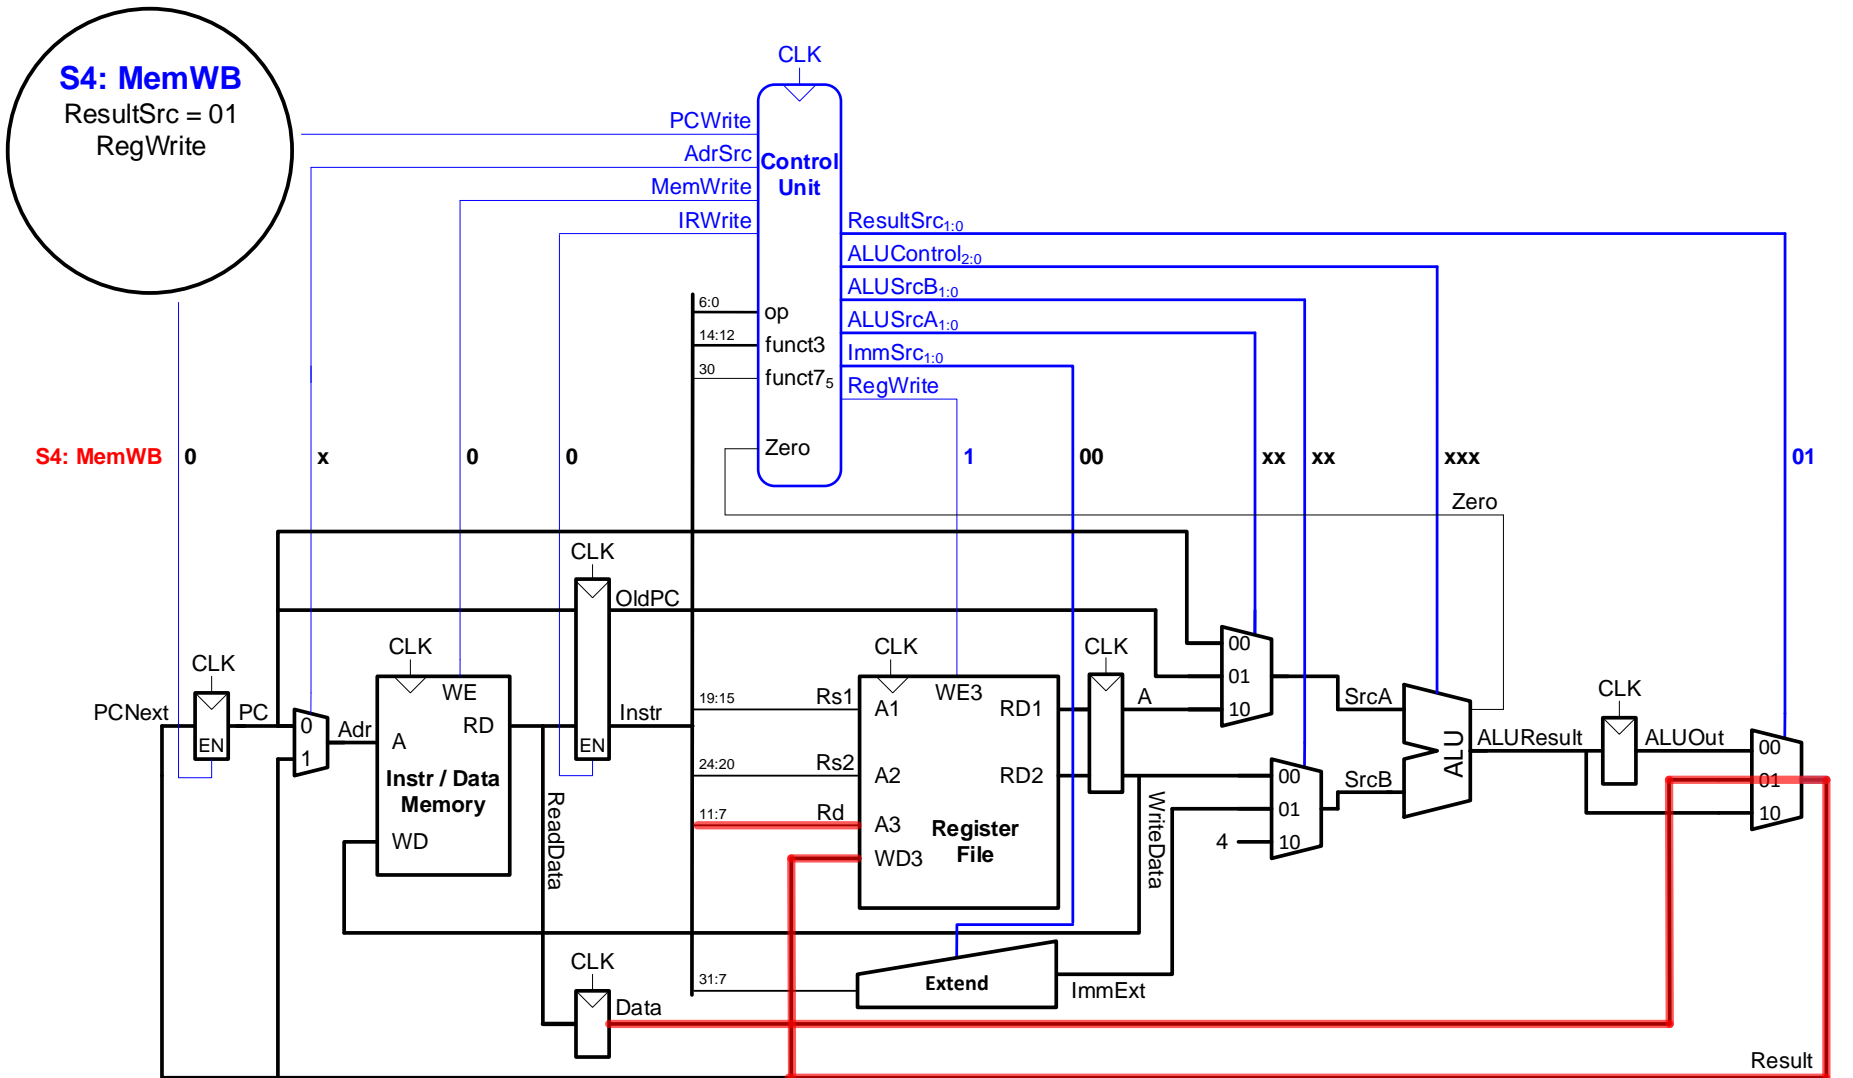 S4: MemWB
ResultSrc = 01
RegWrite
CLK
PCWrite
AdrSrc
MemWrite
IRWrite
Control
Unit
ResultSrc1:0
ALUControl2:0
ALUSrcB1:0
ALUSrcA1:0
ImmSrc1:0
RegWrite
6:0
op
14:12
funct3
30
funct75
Zero
S4: MemWB
0
x
0
0
1
00
xx
xx
xxx
01
Zero
CLK
OldPC
CLK
CLK
CLK
CLK
CLK
PCNext
PC
EN
0
1
Adr
WE
RD
A
Instr / Data
Memory
WD
EN
Instr
ReadData
19:15
Rs1
24:20
Rs2
11:7
Rd
A1
WE3
RD1
A2
RD2
A3
Register
File
WD3
A
WriteData
00
01
10
SrcA
00
01
10
4
SrcB
ALU
ALUResult
ALUOut
00
01
10
31:7
Extend
ImmExt
CLK
Data
Result